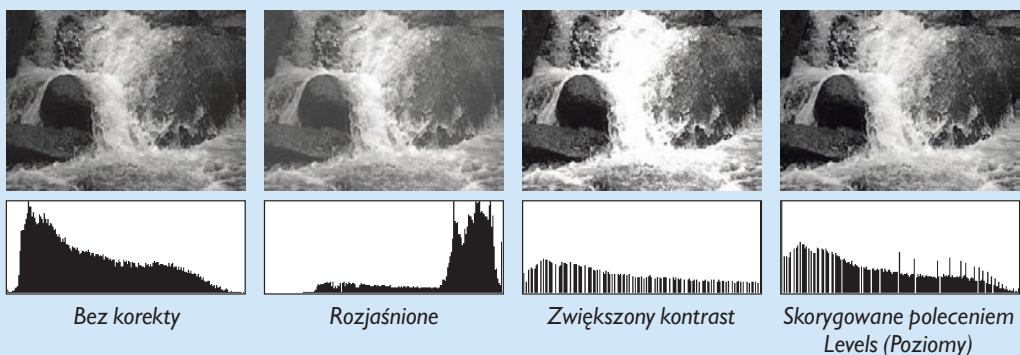 Bez korekty
Rozjaśnione
Zwiększony kontrast
Skorygowane poleceniem
Levels (Poziomy)